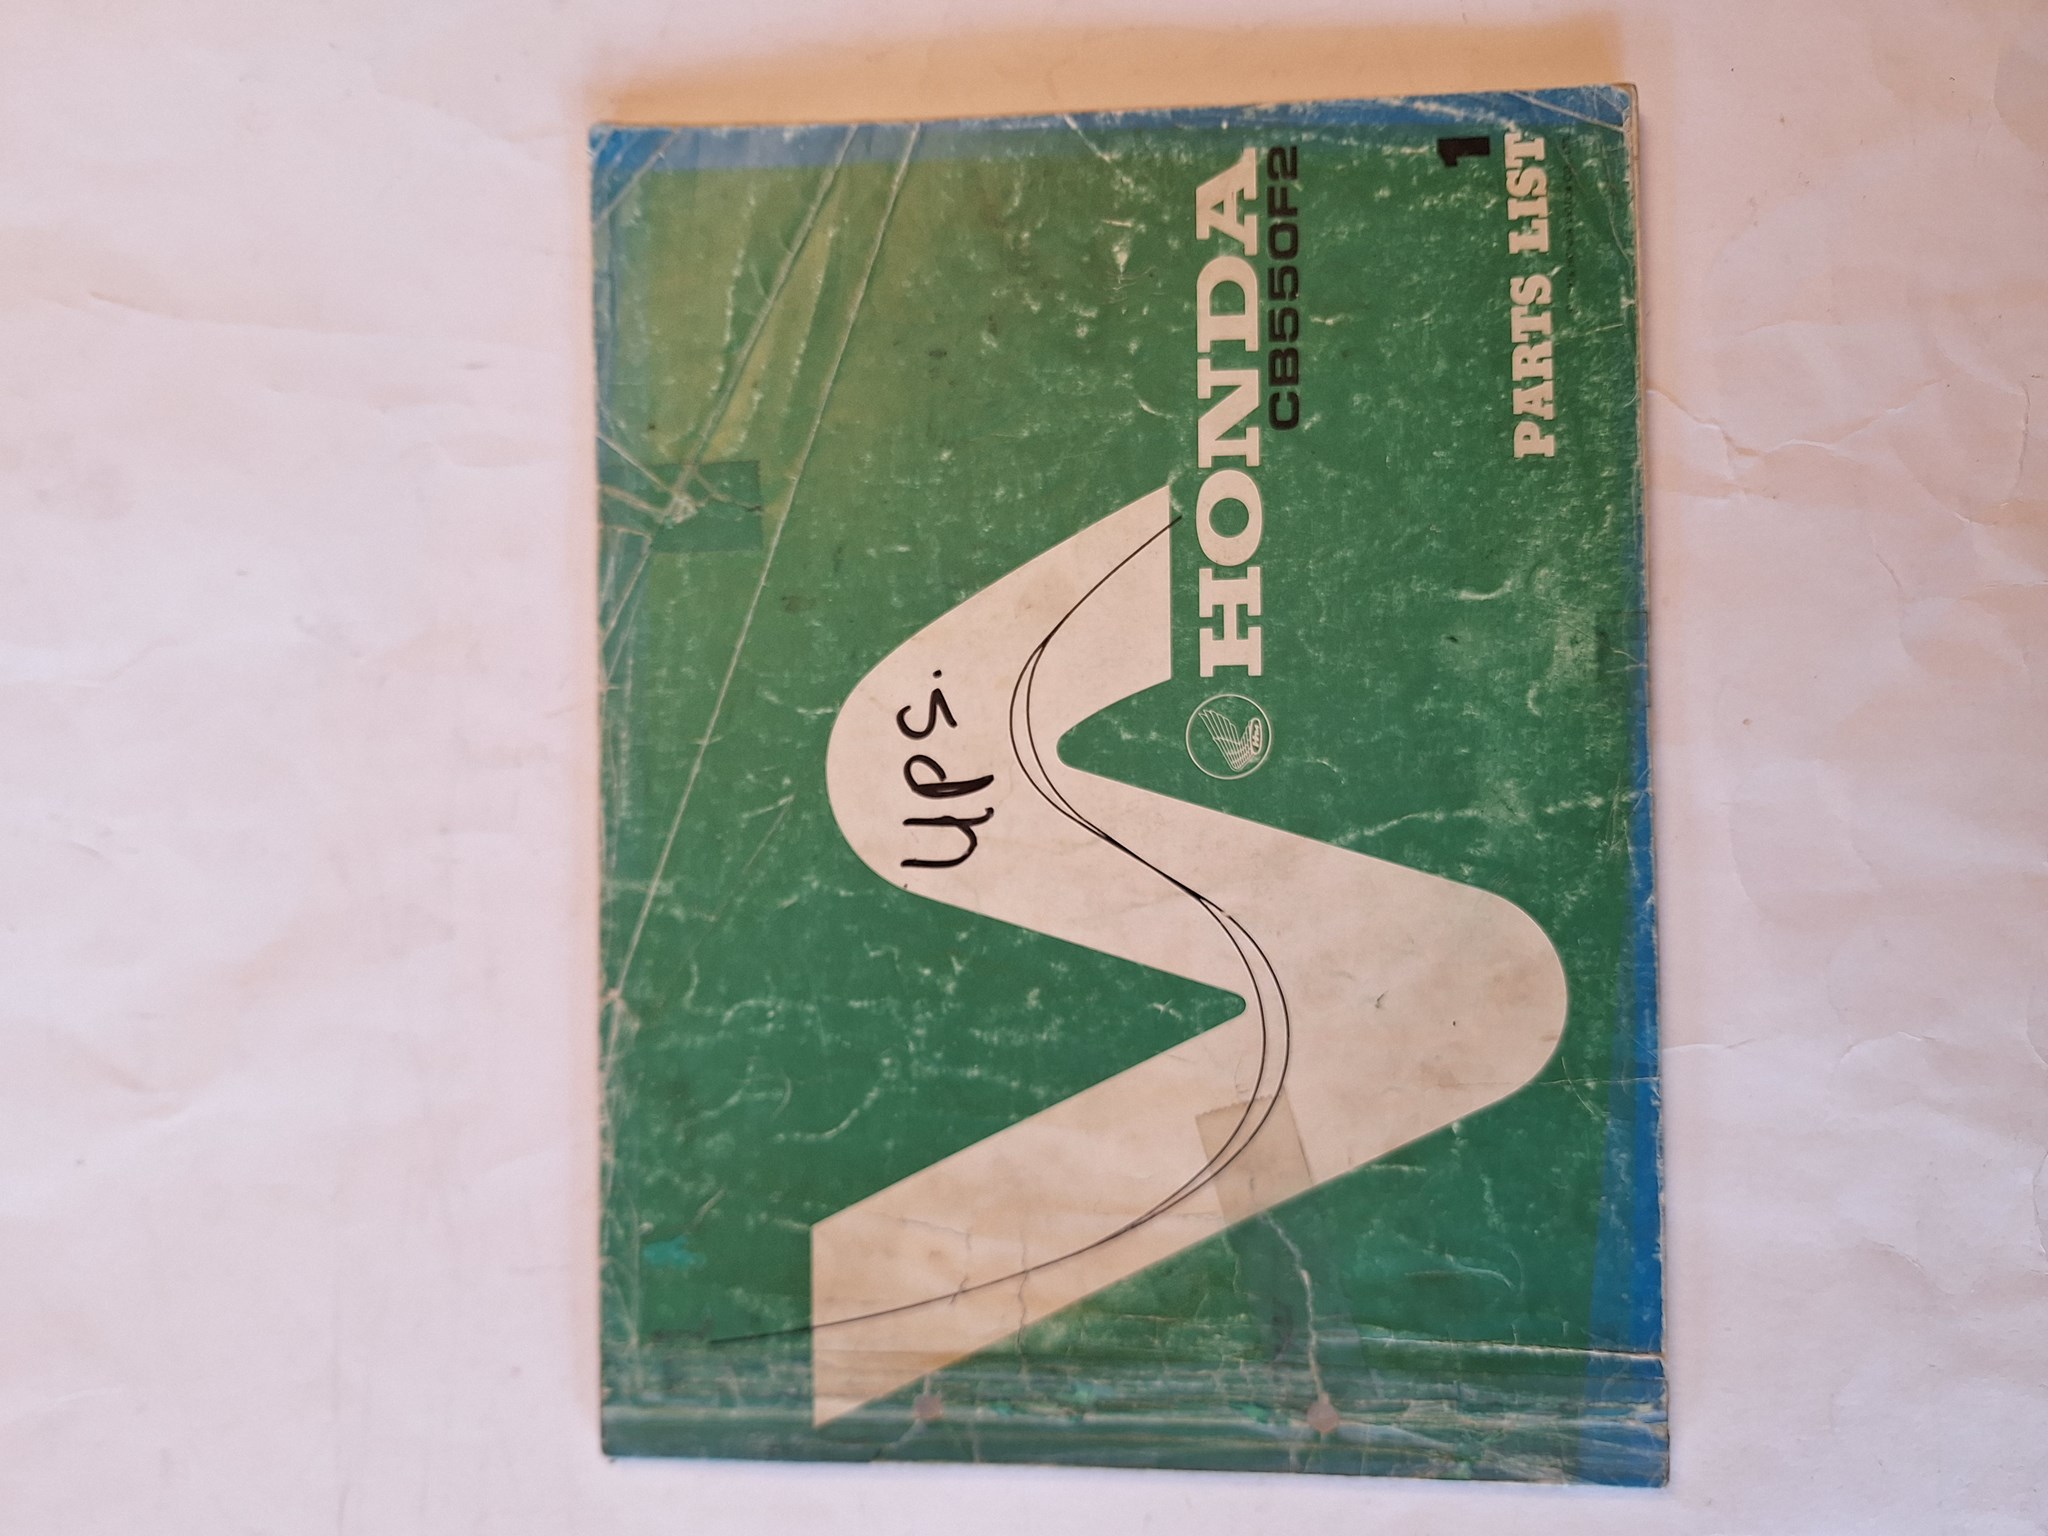 ups.
HONDA
CB550F2
1
PARTS LIST